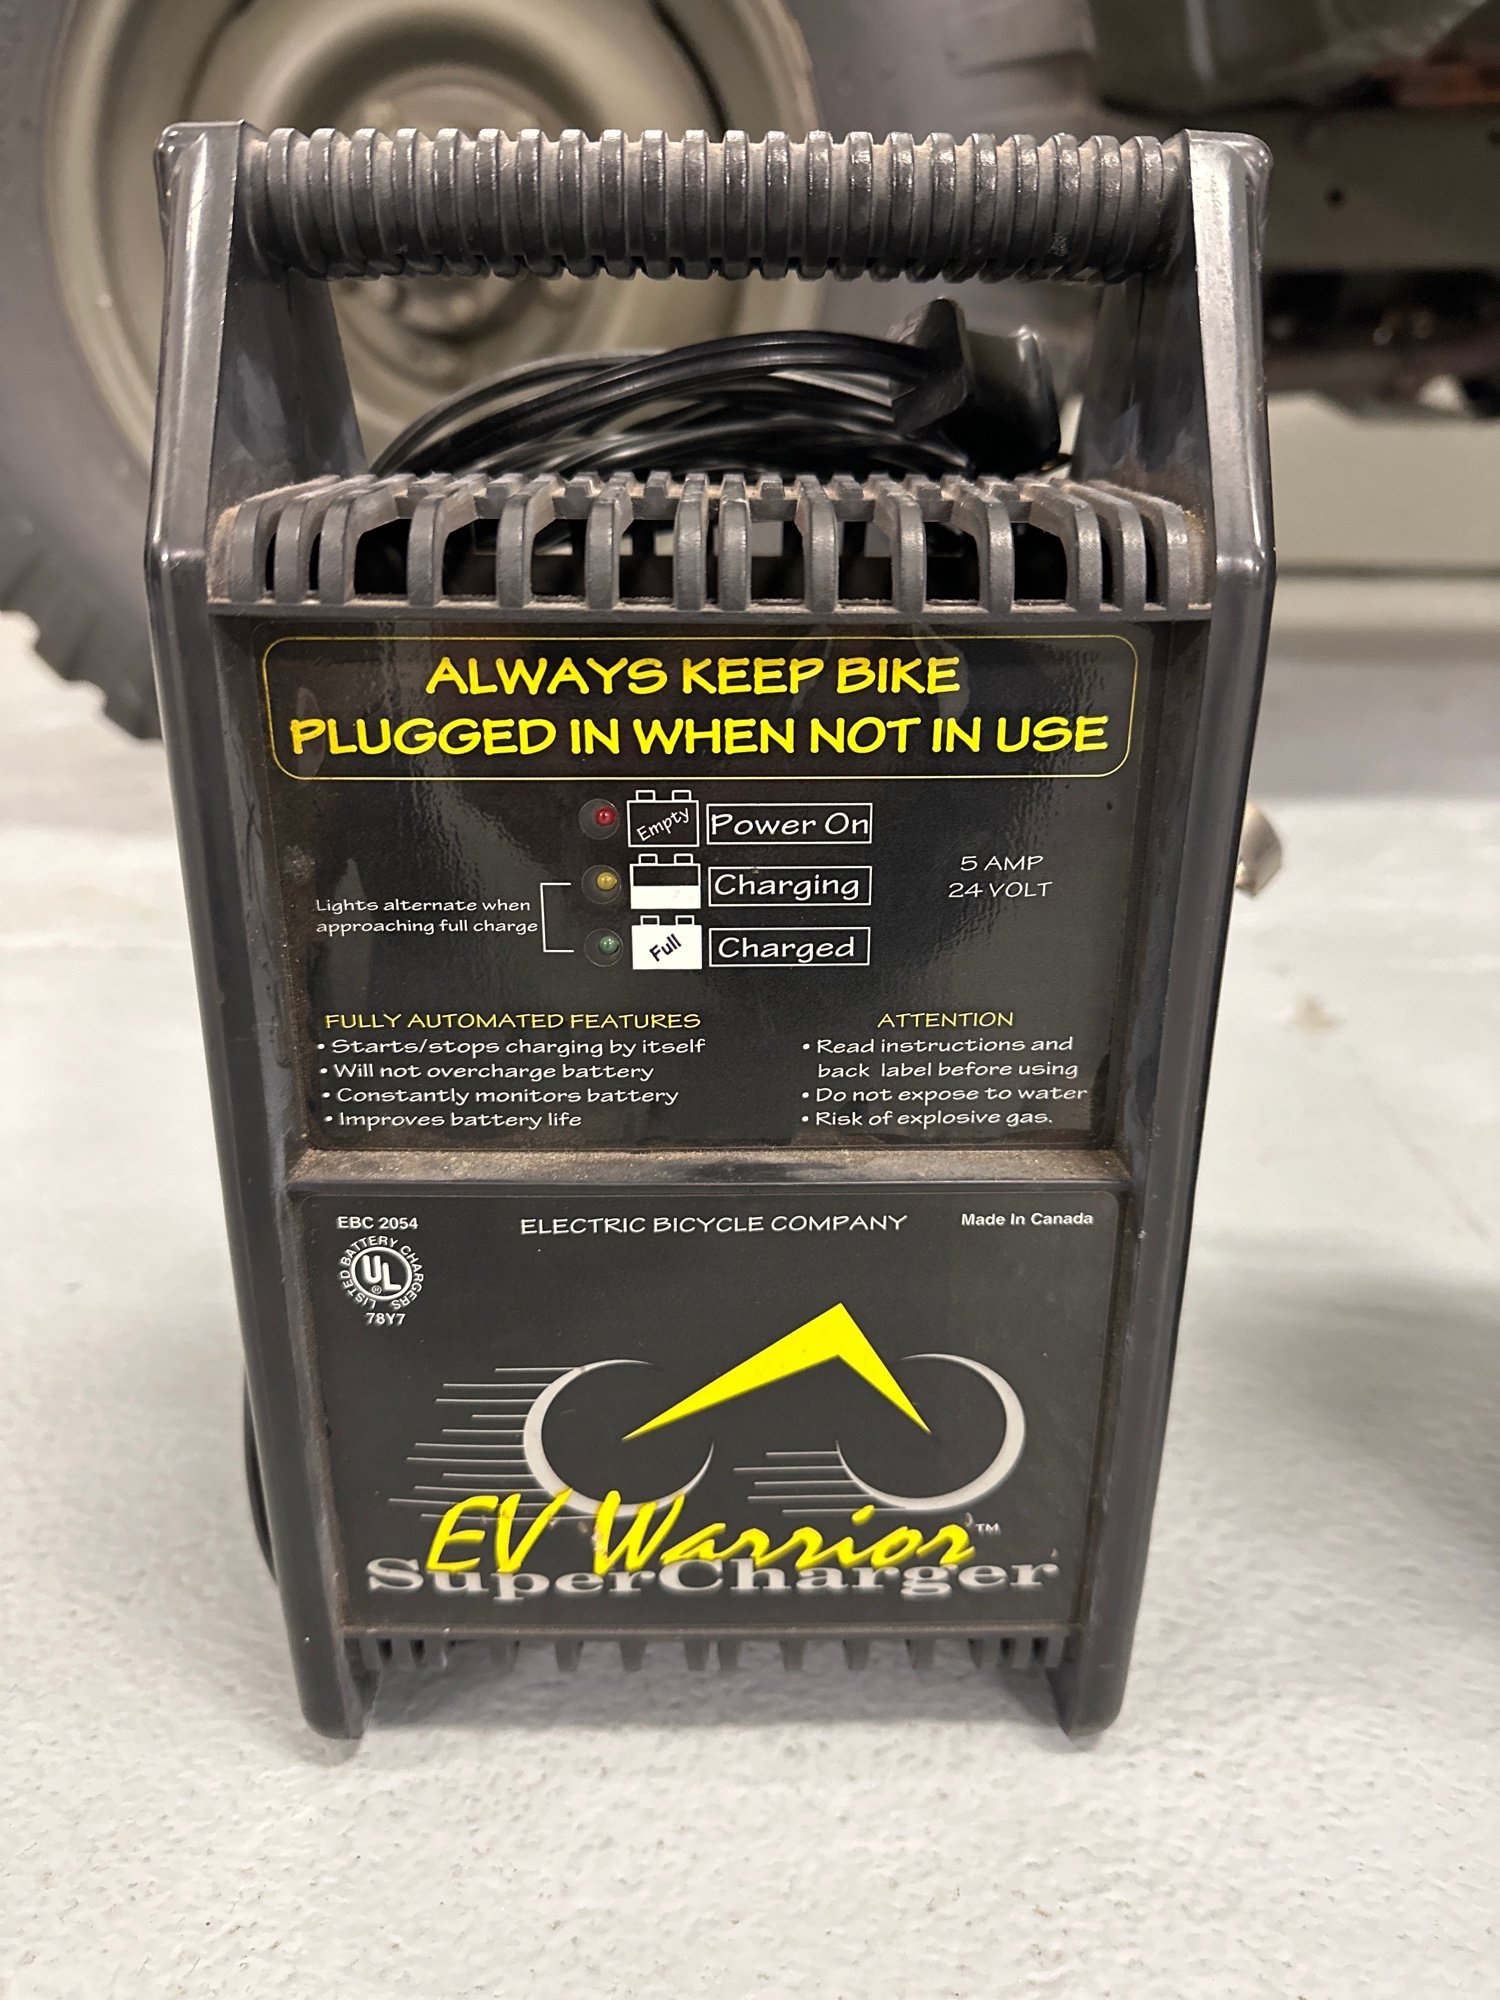 ALWAYS KEEP BIKE
PLUGGED IN WHEN NOT IN USE
Empty Power On
Charging
Full Charged
Lights alternate when
approaching full charge
5 AMP
24 VOLT
FULLY AUTOMATED FEATURES
• Starts/stops charging by itself
• Will not overcharge battery
• Constantly monitors battery
• Improves battery life
ATTENTION
• Read instructions and
back label before using
• Do not expose to water
• Risk of explosive gas.
EBC 2054
LISTED BATTERY CHARGERS
UL®
78Y7
ELECTRIC BICYCLE COMPANY
Made In Canada
EV Warrior™
SuperCharger